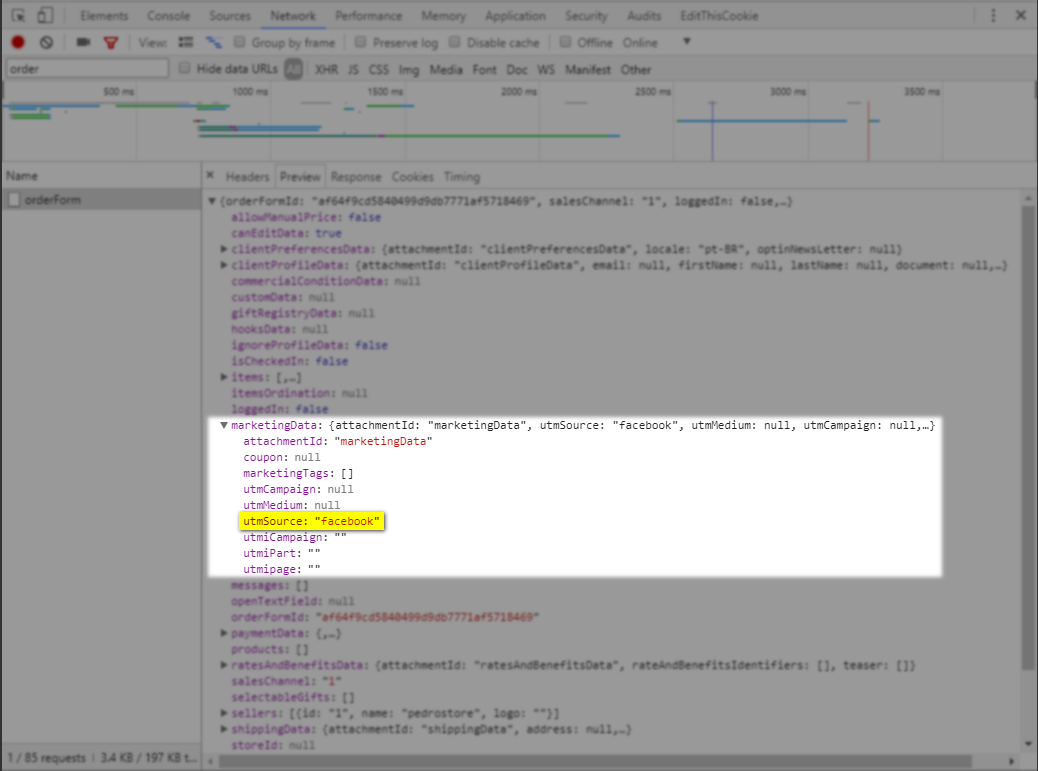 Elements Console Sources Network Performance Memory Application Security Audits EditThisCookie
View: Group by frame Preserve log Disable cache Offline Online
order Hide data URLs All XHR JS CSS Img Media Font Doc WS Manifest Other
500 ms 1000 ms 1500 ms 2000 ms 2500 ms 3000 ms 3500 ms
Name Headers Preview Response Cookies Timing
orderForm
{orderFormId: "af64f9cd5840499d9db7771af5718469", salesChannel: "1", loggedIn: false,…}
allowManualPrice: false
canEditData: true
clientPreferencesData: {attachmentId: "clientPreferencesData", locale: "pt-BR", optinNewsLetter: null}
clientProfileData: {attachmentId: "clientProfileData", email: null, firstName: null, lastName: null, document: null,…}
commercialConditionData: null
customData: null
giftRegistryData: null
hooksData: null
ignoreProfileData: false
isCheckedIn: false
items: [,…]
itemsOrdination: null
loggedIn: false
marketingData: {attachmentId: "marketingData", utmSource: "facebook", utmMedium: null, utmCampaign: null,…}
attachmentId: "marketingData"
coupon: null
marketingTags: []
utmCampaign: null
utmMedium: null
utmSource: "facebook"
utmiCampaign: ""
utmiPart: ""
utmipage: ""
messages: []
openTextField: null
orderFormId: "af64f9cd5840499d9db7771af5718469"
paymentData: {,…}
products: []
ratesAndBenefitsData: {attachmentId: "ratesAndBenefitsData", rateAndBenefitsIdentifiers: [], teaser: []}
salesChannel: "1"
selectableGifts: []
sellers: [{id: "1", name: "pedrostore", logo: ""}]
shippingData: {attachmentId: "shippingData", address: null,…}
storeId: null
1 / 85 requests | 3.4 KB / 197 KB t...